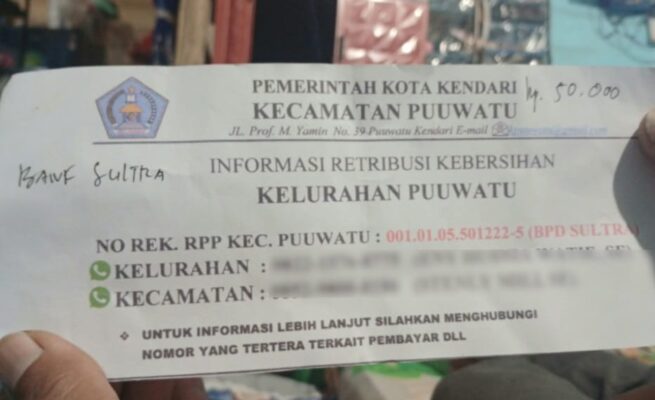 PEMERINTAH KOTA KENDARI Rp. 50.000
KECAMATAN PUUWATU
JL. Prof. M. Yamin No. 39 Puuwatu Kendari E-mail
BANK SULTRA
INFORMASI RETRIBUSI KEBERSIHAN
KELURAHAN PUUWATU
NO REK. RPP KEC. PUUWATU : 001.01.05.501222-5 (BPD SULTRA)
KELURAHAN :
KECAMATAN :
❖ UNTUK INFORMASI LEBIH LANJUT SILAHKAN MENGHUBUNGI
NOMOR YANG TERTERA TERKAIT PEMBAYAR DLL